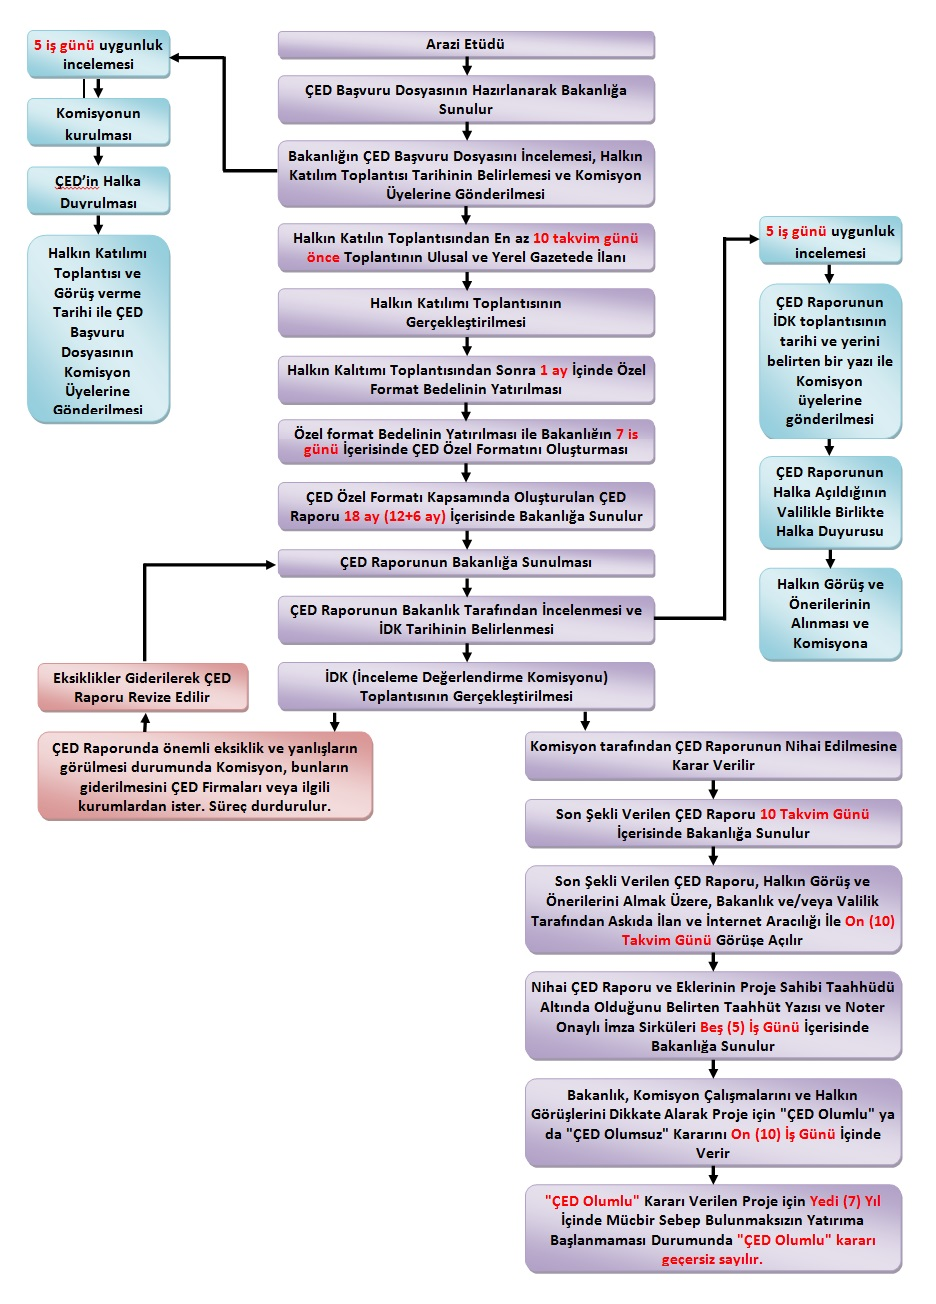 Arazi Etüdü
ÇED Başvuru Dosyasının Hazırlanarak Bakanlığa
Sunulur
Bakanlığın ÇED Başvuru Dosyasını İncelemesi, Halkın
Katılım Toplantısı Tarihinin Belirlemesi ve Komisyon
Üyelerine Gönderilmesi
5 iş günü uygunluk
incelemesi
Komisyonun
kurulması
ÇED’in Halka
Duyrulması
Halkın Katılımı
Toplantısı ve
Görüş verme
Tarihi ile ÇED
Başvuru
Dosyasının
Komisyon
Üyelerine
Gönderilmesi
Halkın Katılın Toplantısından En az 10 takvim günü
önce Toplantının Ulusal ve Yerel Gazetede İlanı
Halkın Katılımı Toplantısının
Gerçekleştirilmesi
Halkın Kalıtımı Toplantısından Sonra 1 ay İçinde Özel
Format Bedelinin Yatırılması
Özel format Bedelinin Yatırılması ile Bakanlığın 7 iş
günü İçerisinde ÇED Özel Formatını Oluşturması
ÇED Özel Formatı Kapsamında Oluşturulan ÇED
Raporu 18 ay (12+6 ay) İçerisinde Bakanlığa Sunulur
ÇED Raporunun Bakanlığa Sunulması
ÇED Raporunun Bakanlık Tarafından İncelenmesi ve
İDK Tarihinin Belirlenmesi
5 iş günü uygunluk
incelemesi
ÇED Raporunun
İDK toplantısının
tarihi ve yerini
belirten bir yazı ile
Komisyon
üyelerine
gönderilmesi
ÇED Raporunun
Halka Açıldığının
Valilikle Birlikte
Halka Duyurusu
Halkın Görüş ve
Önerilerinin
Alınması ve
Komisyona
İDK (İnceleme Değerlendirme Komisyonu)
Toplantısının Gerçekleştirilmesi
Eksiklikler Giderilerek ÇED
Raporu Revize Edilir
ÇED Raporunda önemli eksiklik ve yanlışların
görülmesi durumunda Komisyon, bunların
giderilmesini ÇED Firmaları veya ilgili
kurumlardan ister. Süreç durdurulur.
Komisyon tarafından ÇED Raporunun Nihai Edilmesine
Karar Verilir
Son Şekli Verilen ÇED Raporu 10 Takvim Günü
İçerisinde Bakanlığa Sunulur
Son Şekli Verilen ÇED Raporu, Halkın Görüş ve
Önerilerini Almak Üzere, Bakanlık ve/veya Valilik
Tarafından Askıda İlan ve İnternet Aracılığı İle On (10)
Takvim Günü Görüşe Açılır
Nihai ÇED Raporu ve Eklerinin Proje Sahibi Taahhüdü
Altında Olduğunu Belirten Taahhüt Yazısı ve Noter
Onaylı İmza Sirküleri Beş (5) İş Günü İçerisinde
Bakanlığa Sunulur
Bakanlık, Komisyon Çalışmalarını ve Halkın
Görüşlerini Dikkate Alarak Proje için "ÇED Olumlu" ya
da "ÇED Olumsuz" Kararını On (10) İş Günü İçinde
Verir
"ÇED Olumlu" Kararı Verilen Proje için Yedi (7) Yıl
İçinde Mücbir Sebep Bulunmaksızın Yatırıma
Başlanmaması Durumunda "ÇED Olumlu" kararı
geçersiz sayılır.